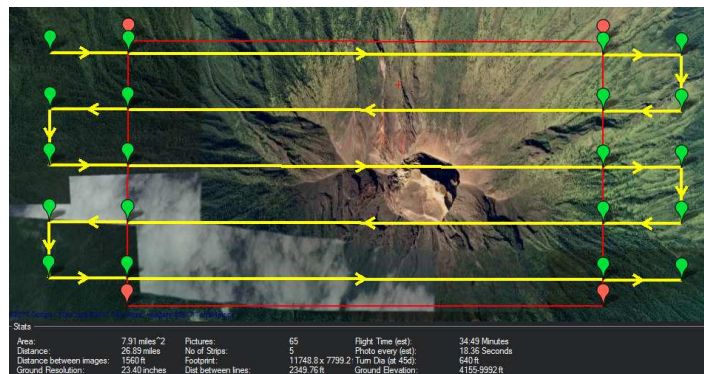 Stats
Area: 7.91 miles^2 Pictures: 65 Flight Time (est): 34:49 Minutes
Distance: 26.89 miles No of Strips: 5 Photo every (est): 18.36 Seconds
Distance between images: 1560 ft Footprint: 11748.8 x 7799.2 Turn Dia (at 45d): 640 ft
Ground Resolution: 23.40 inches Dist between lines: 2349.76 ft Ground Elevation: 4155-9992 ft